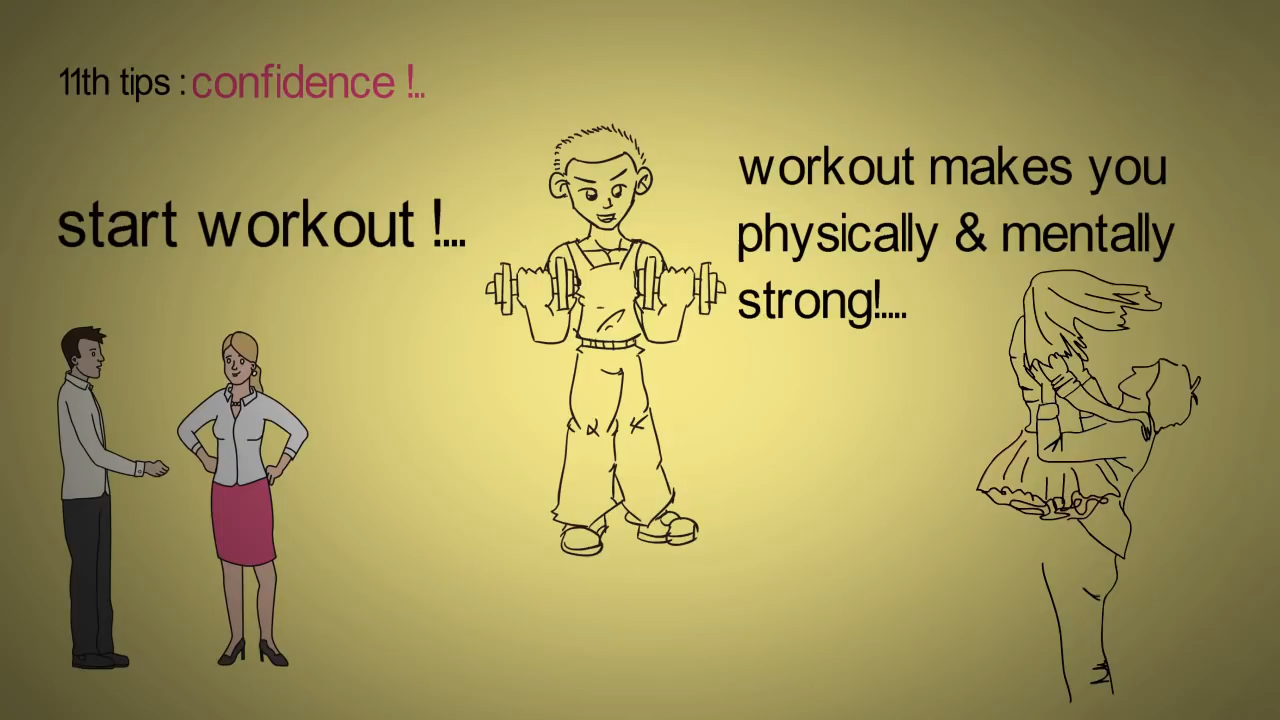 11th tips : confidence !..
start workout !...
workout makes you
physically & mentally
strong!....